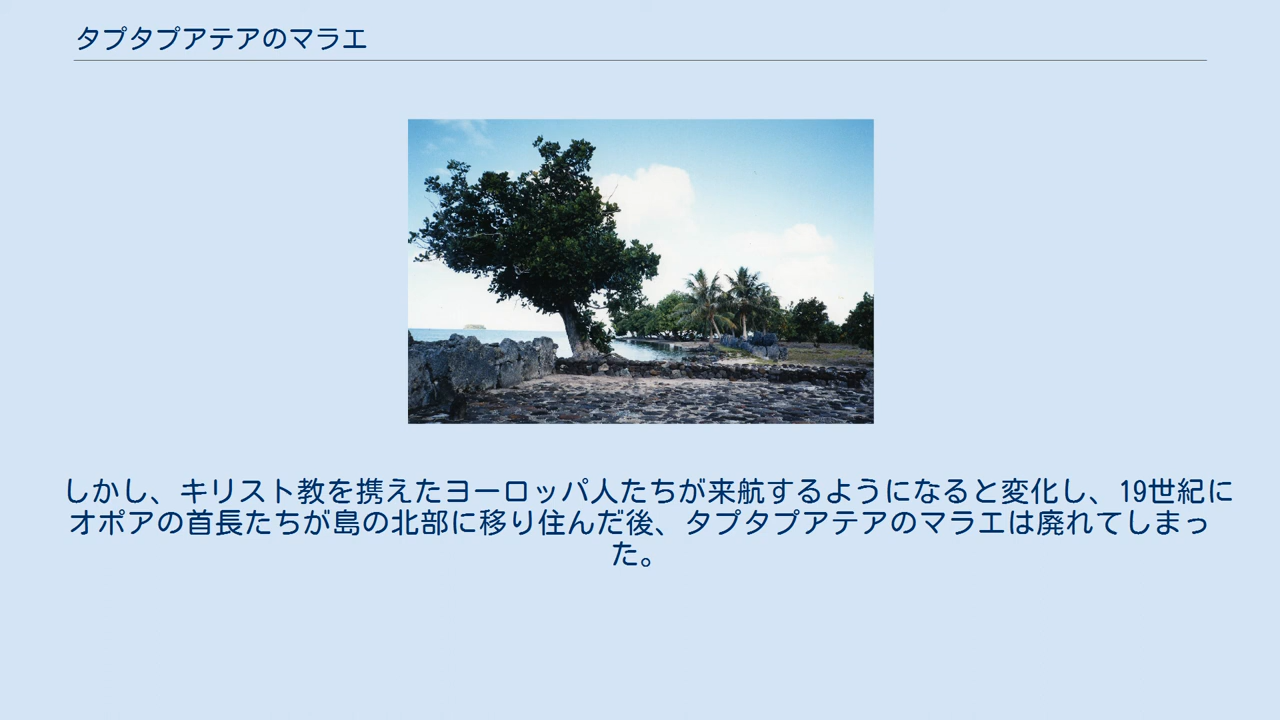 タプタプアテアのマラエ
しかし、キリスト教を携えたヨーロッパ人たちが来航するようになると変化し、19世紀に
オポアの首長たちが島の北部に移り住んだ後、タプタプアテアのマラエは廃れてしまっ
た。